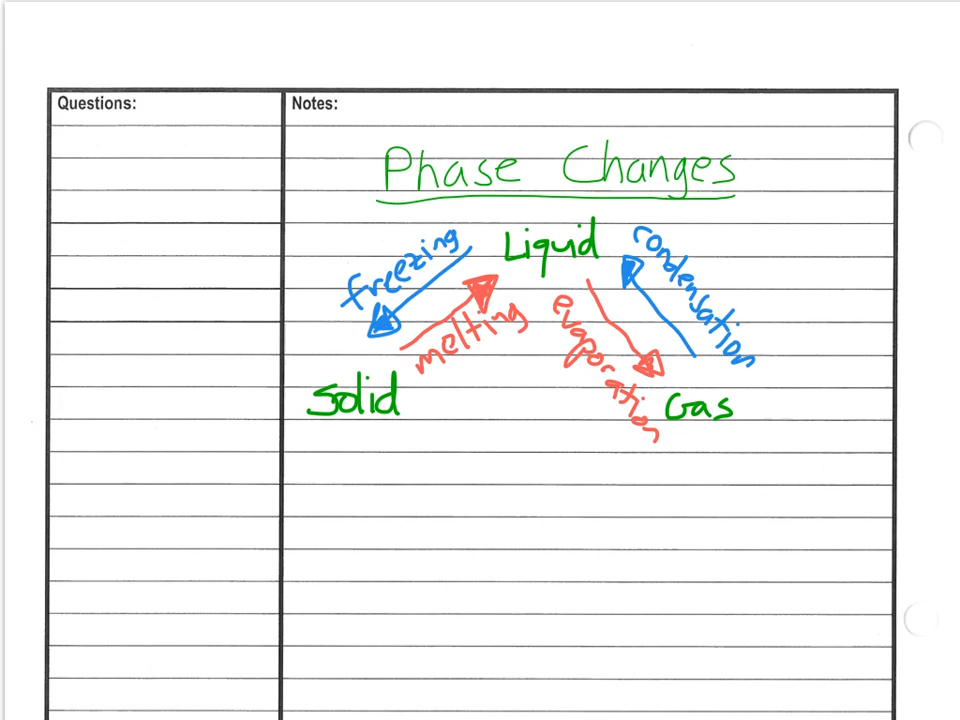 Questions:
Notes:
Phase Changes
Liquid
freezing
condensation
melting
evaporation
Solid
Gas